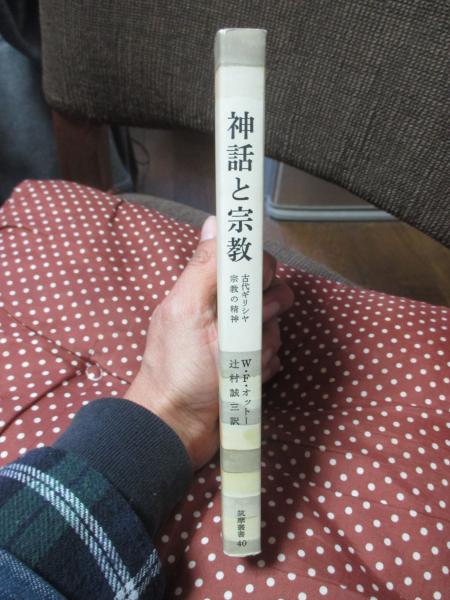 神話と宗教
古代ギリシヤ
宗教の精神
W・F・オットー
辻村誠三訳
筑摩叢書
40